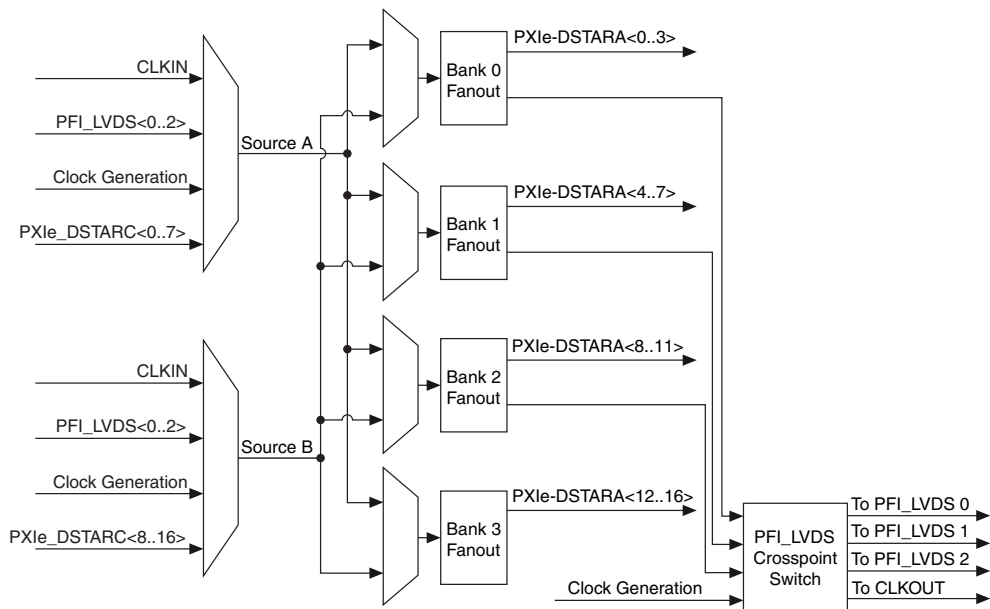 CLKIN
PFI_LVDS<0..2>
Clock Generation
PXIe_DSTARC<0..7>
Source A
CLKIN
PFI_LVDS<0..2>
Clock Generation
PXIe_DSTARC<8..16>
Source B
Bank 0
Fanout
PXIe-DSTARA<0..3>
Bank 1
Fanout
PXIe-DSTARA<4..7>
Bank 2
Fanout
PXIe-DSTARA<8..11>
Bank 3
Fanout
PXIe-DSTARA<12..16>
Clock Generation
PFI_LVDS
Crosspoint
Switch
To PFI_LVDS 0
To PFI_LVDS 1
To PFI_LVDS 2
To CLKOUT